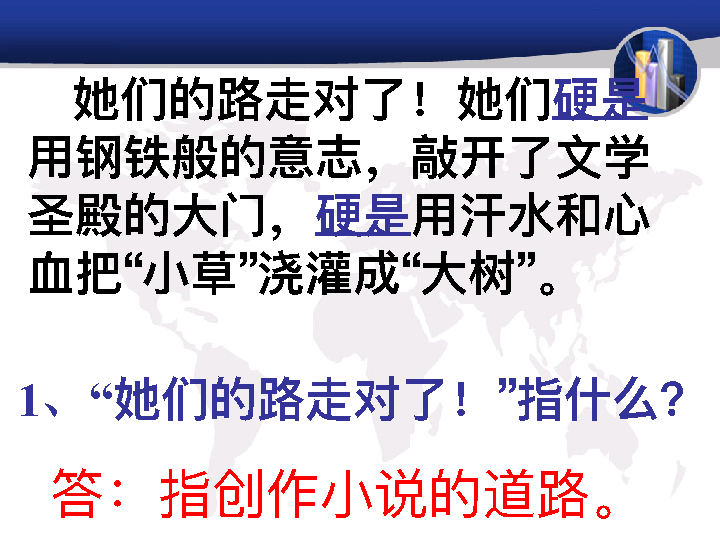 她们的路走对了！她们硬是
用钢铁般的意志，敲开了文学
圣殿的大门，硬是用汗水和心
血把“小草”浇灌成“大树”。
1、“她们的路走对了！”指什么？
答：指创作小说的道路。